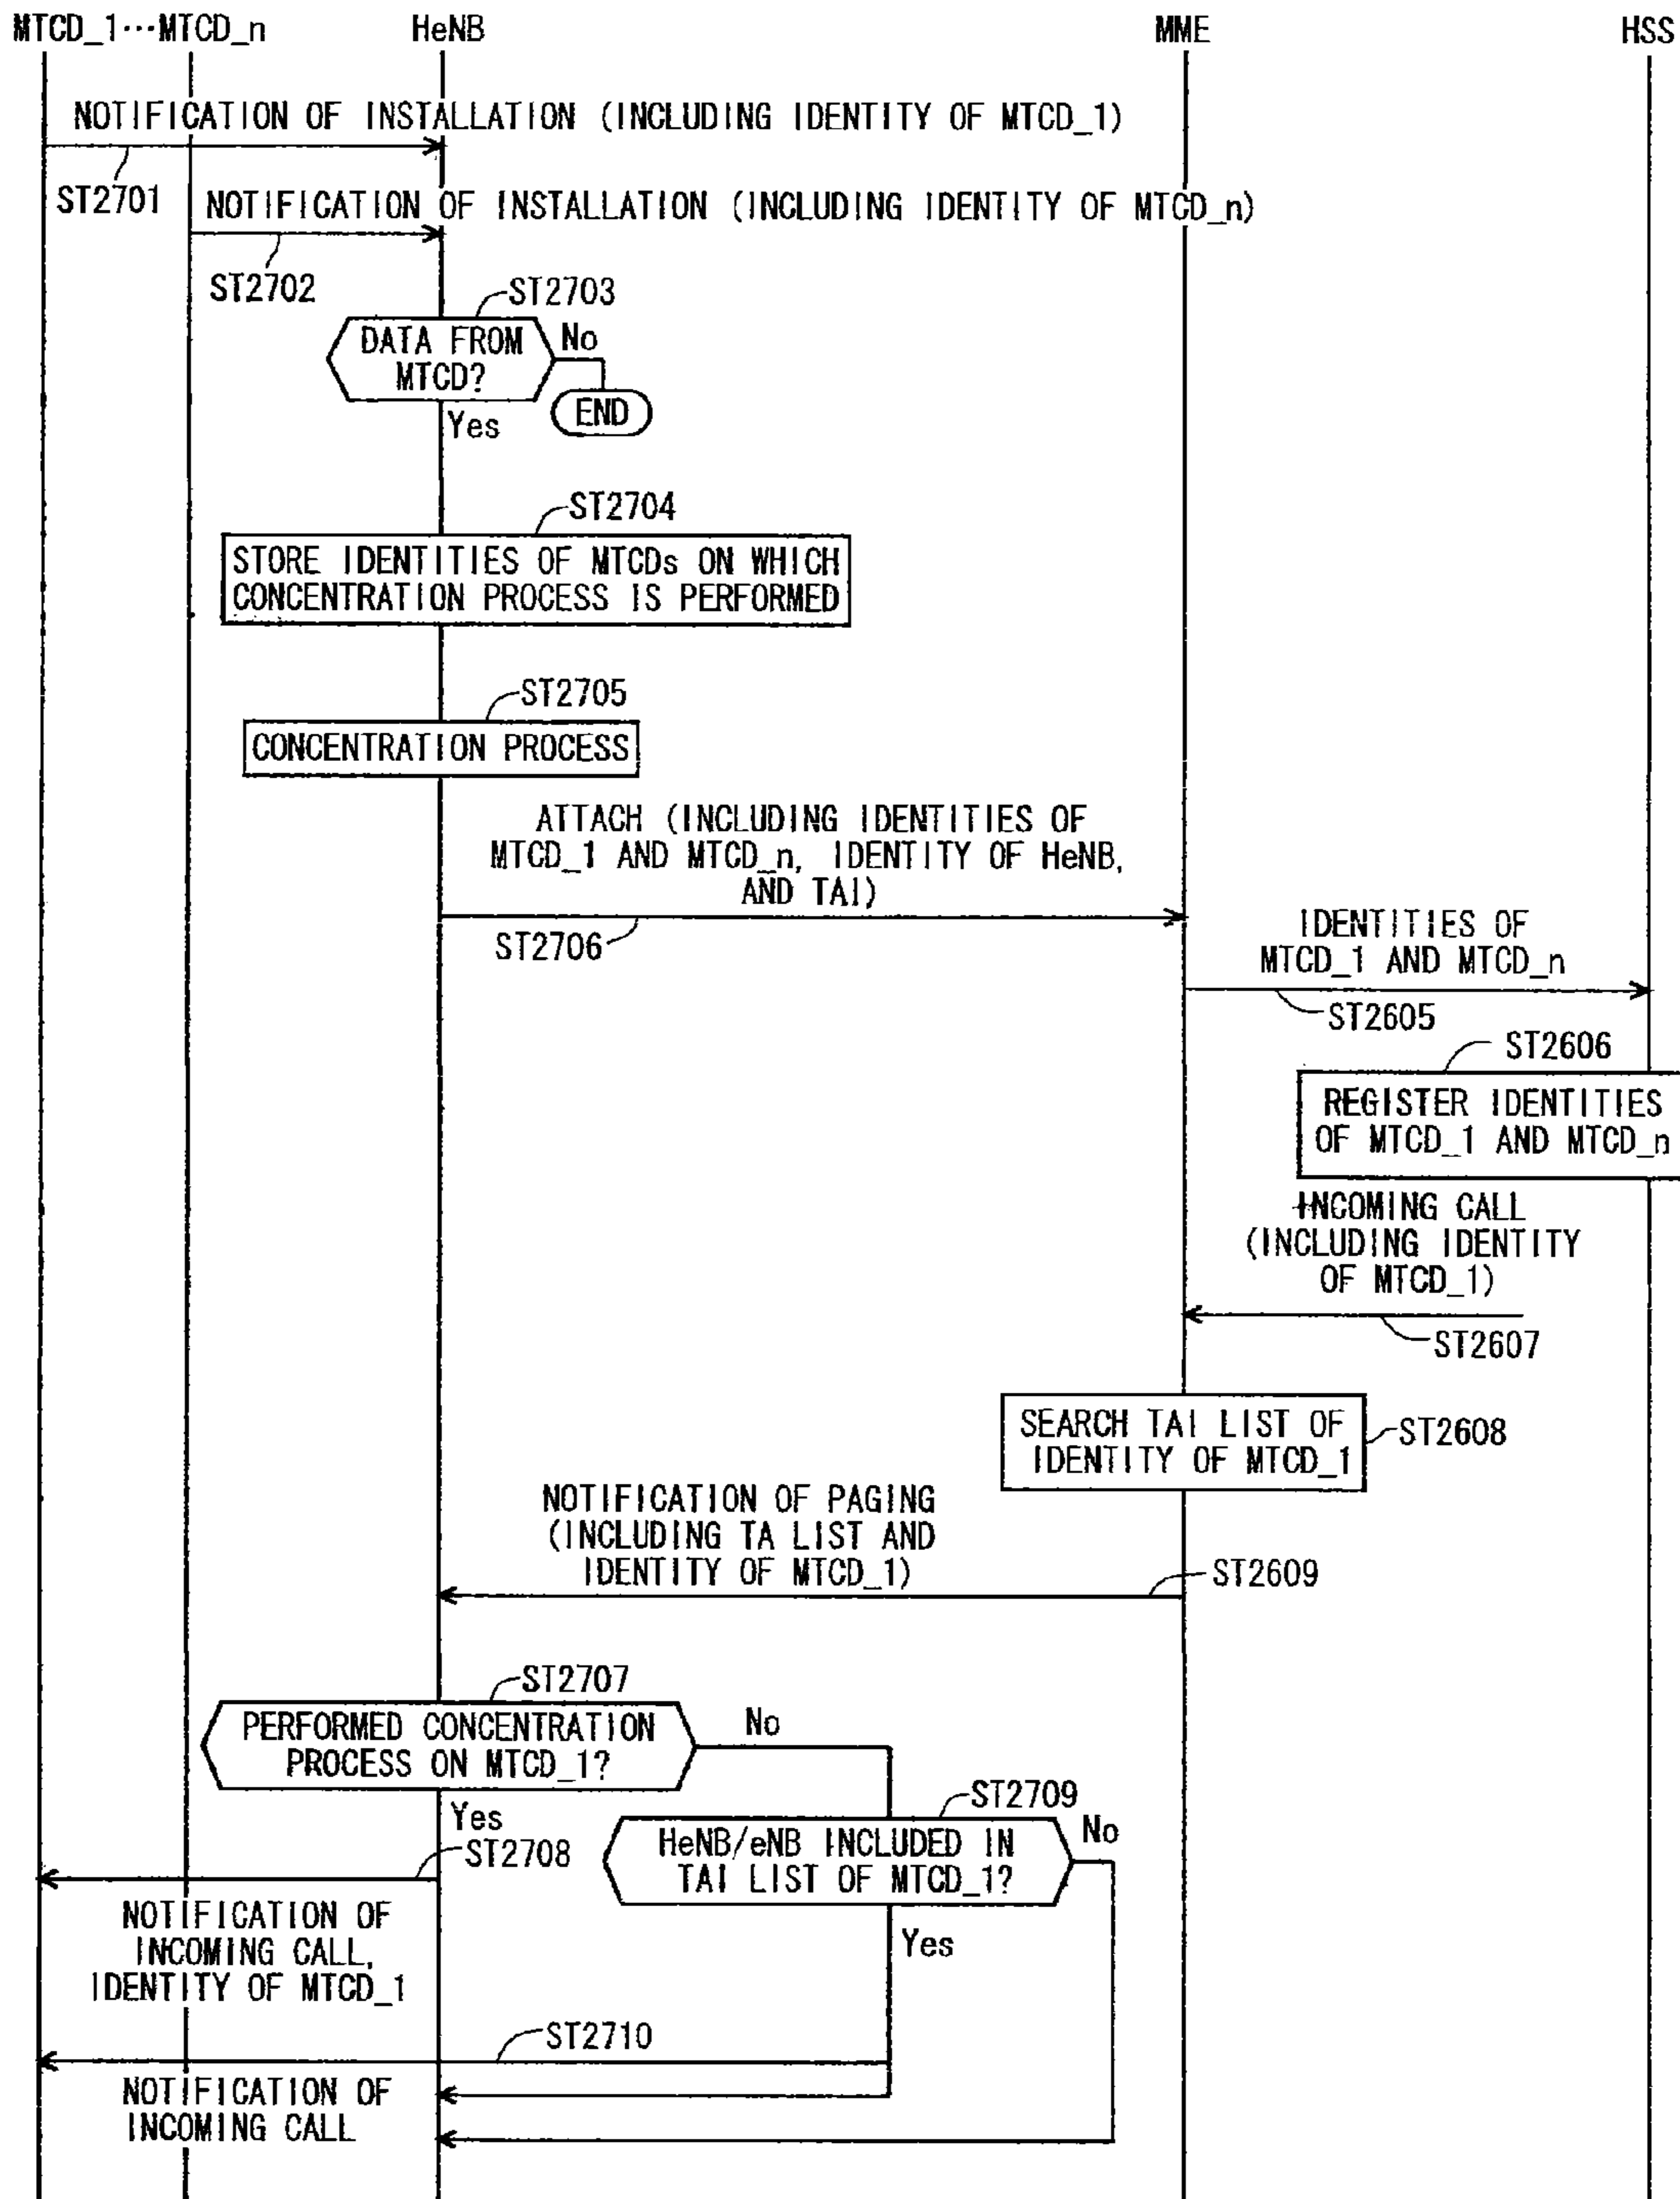 MTCD_1···MTCD_n
HeNB
MME
HSS
NOTIFICATION OF INSTALLATION (INCLUDING IDENTITY OF MTCD_1)
ST2701
NOTIFICATION OF INSTALLATION (INCLUDING IDENTITY OF MTCD_n)
ST2702
ST2703
DATA FROM
MTCD?
No
END
Yes
ST2704
STORE IDENTITIES OF MTCDs ON WHICH
CONCENTRATION PROCESS IS PERFORMED
ST2705
CONCENTRATION PROCESS
ATTACH (INCLUDING IDENTITIES OF
MTCD_1 AND MTCD_n, IDENTITY OF HeNB,
AND TAI)
ST2706
IDENTITIES OF
MTCD_1 AND MTCD_n
ST2605
ST2606
REGISTER IDENTITIES
OF MTCD_1 AND MTCD_n
INCOMING CALL
(INCLUDING IDENTITY
OF MTCD_1)
ST2607
SEARCH TAI LIST OF
IDENTITY OF MTCD_1
ST2608
NOTIFICATION OF PAGING
(INCLUDING TA LIST AND
IDENTITY OF MTCD_1)
ST2609
ST2707
PERFORMED CONCENTRATION
PROCESS ON MTCD_1?
No
Yes
ST2708
ST2709
HeNB/eNB INCLUDED IN
TAI LIST OF MTCD_1?
No
NOTIFICATION OF
INCOMING CALL,
IDENTITY OF MTCD_1
Yes
ST2710
NOTIFICATION OF
INCOMING CALL